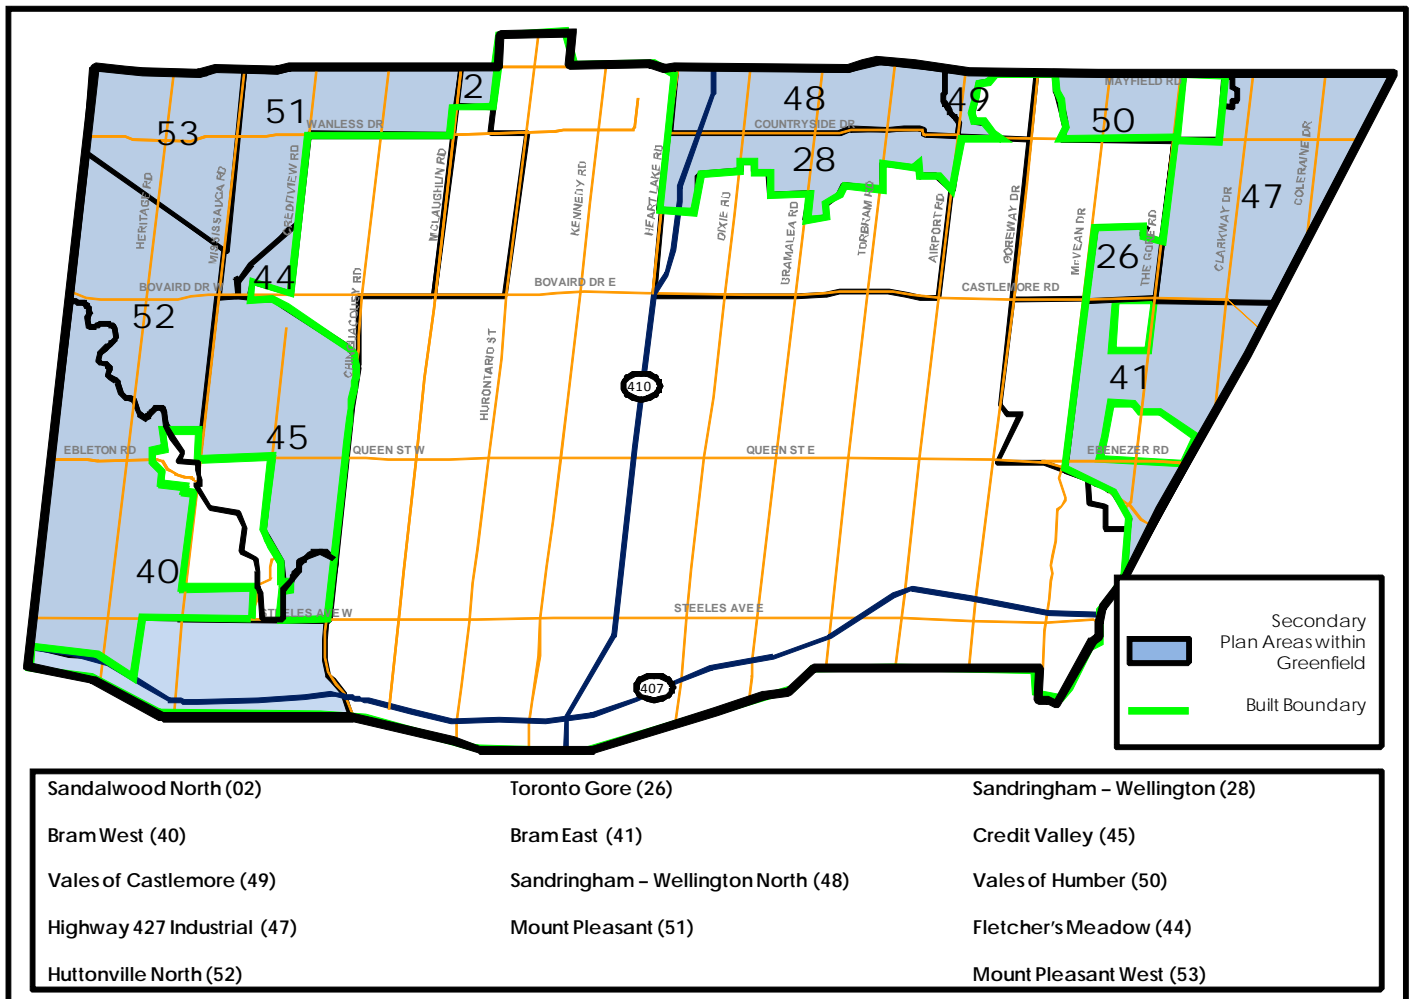 MAYFIELD RD
2
48
49
51
50
53
WANLESS DR
COUNTRYSIDE DR
28
47
HERITAGE RD
MISSISSAUGA RD
CREDITVIEW RD
MCLAUGHLIN RD
KENNEDY RD
HEART LAKE RD
DIXIE RD
BRAMALEA RD
TORBRAM RD
AIRPORT RD
GOREWAY DR
McVEAN DR
THE GORE RD
CLARKWAY DR
COLERAINE DR
26
44
BOVAIRD DR W
BOVAIRD DR E
CASTLEMORE RD
52
CHINGUACOUSY RD
HURONTARIO ST
410
41
45
EBLETON RD
QUEEN ST W
QUEEN ST E
EBENEZER RD
40
STEELES AVE W
STEELES AVE E
407
Secondary
Plan Areas within
Greenfield
Built Boundary
Sandalwood North (02)
Toronto Gore (26)
Sandringham – Wellington (28)
Bram West (40)
Bram East (41)
Credit Valley (45)
Vales of Castlemore (49)
Sandringham – Wellington North (48)
Vales of Humber (50)
Highway 427 Industrial (47)
Mount Pleasant (51)
Fletcher's Meadow (44)
Huttonville North (52)
Mount Pleasant West (53)